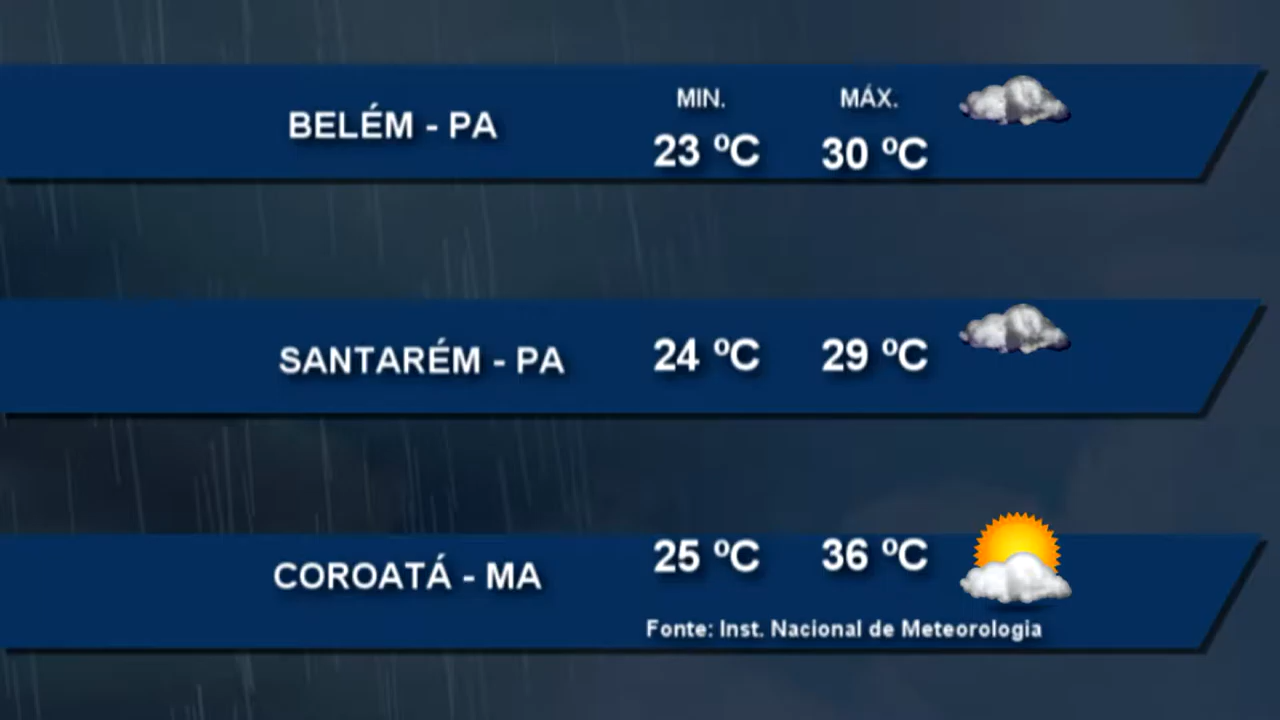 BELÉM - PA
MIN.
MÁX.
23 ºC
30 ºC
SANTARÉM - PA
24 ºC
29 ºC
COROATÁ - MA
25 ºC
36 ºC
Fonte: Inst. Nacional de Meteorologia